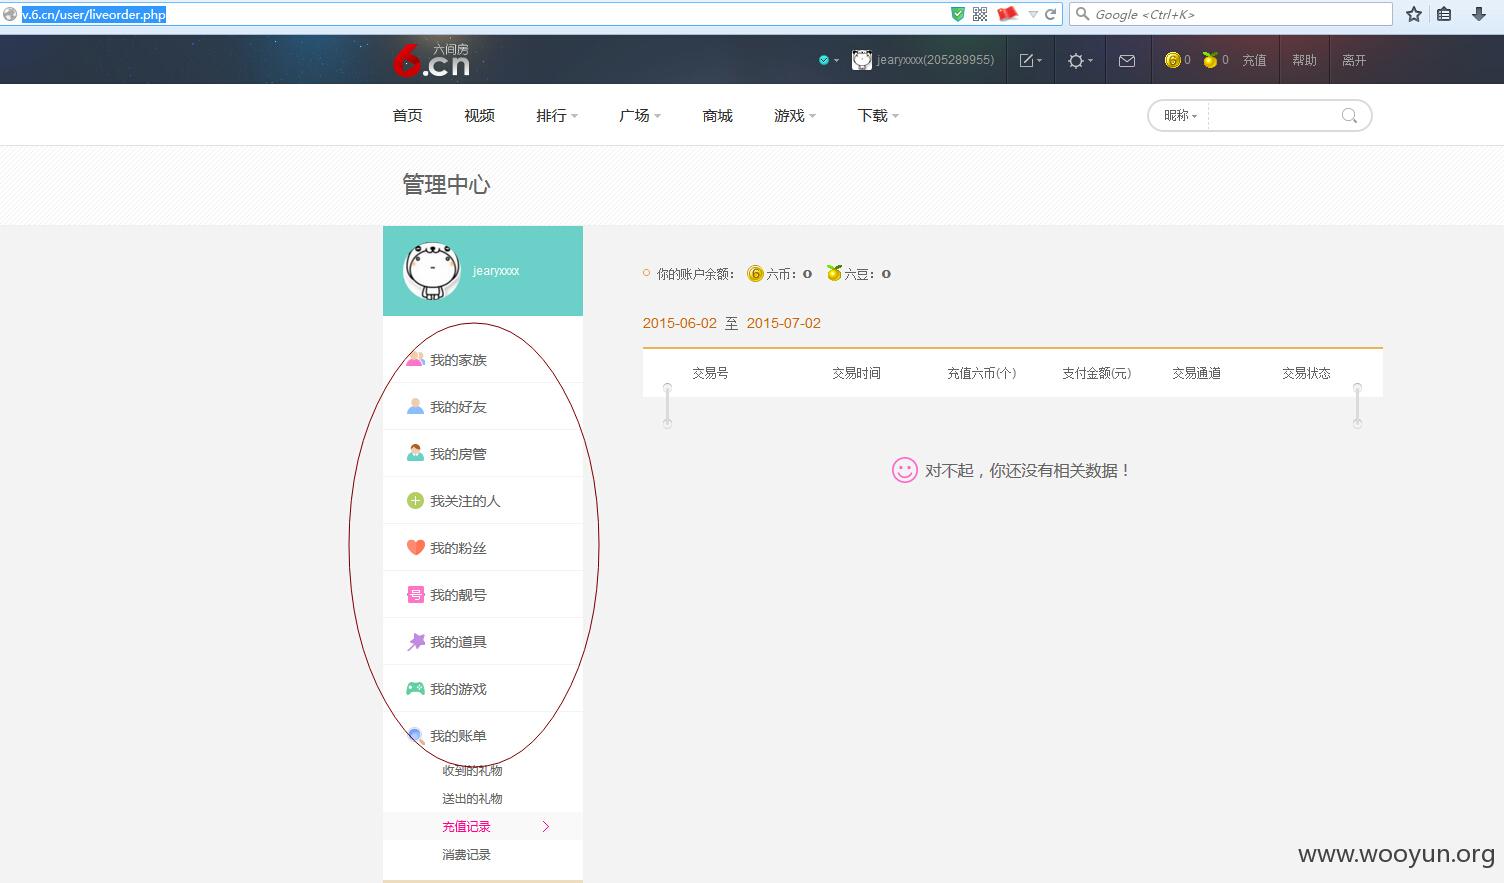 v.6.cn/user/liveorder.php
Google <Ctrl+K>
六间房
6.cn
jearyxxxx(205289955)
0
0
充值
帮助
离开
首页
视频
排行
广场
商城
游戏
下载
昵称
管理中心
jearyxxxx
你的账户余额： 六币：0 六豆：0
2015-06-02 至 2015-07-02
交易号
交易时间
充值六币(个)
支付金额(元)
交易通道
交易状态
对不起，你还没有相关数据！
我的家族
我的好友
我的房管
我关注的人
我的粉丝
号
我的靓号
我的道具
我的游戏
我的账单
收到的礼物
送出的礼物
充值记录
消费记录
www.wooyun.org